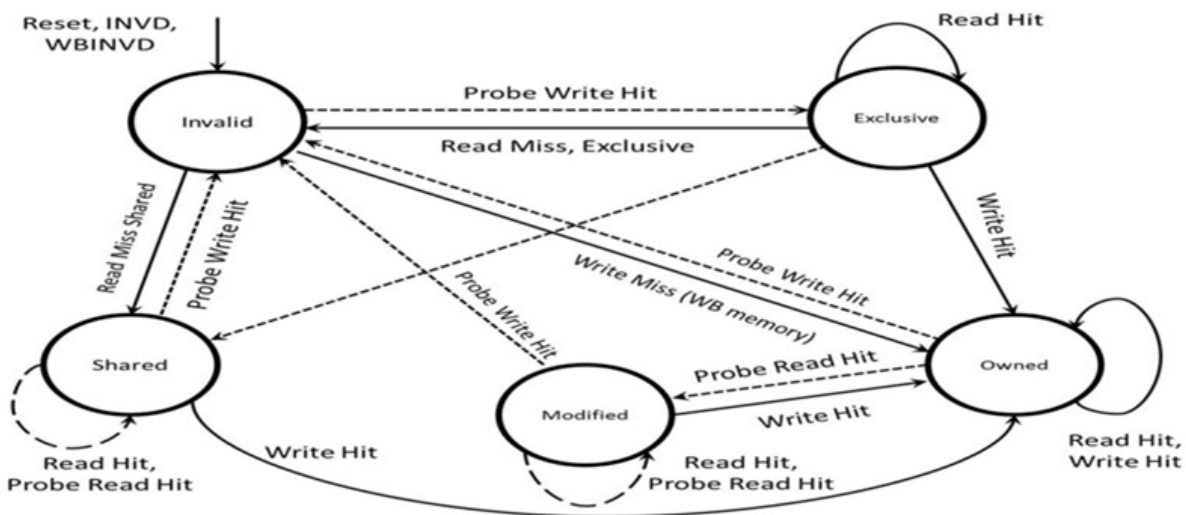 Reset, INVD,
WBINVD
Read Hit
Probe Write Hit
Invalid
Exclusive
Read Miss, Exclusive
Read Miss Shared
Probe Write Hit
Probe Write Hit
Write Miss (WB memory)
Probe Write Hit
Write Hit
Shared
Probe Read Hit
Owned
Modified
Write Hit
Read Hit,
Probe Read Hit
Write Hit
Read Hit,
Probe Read Hit
Read Hit,
Write Hit